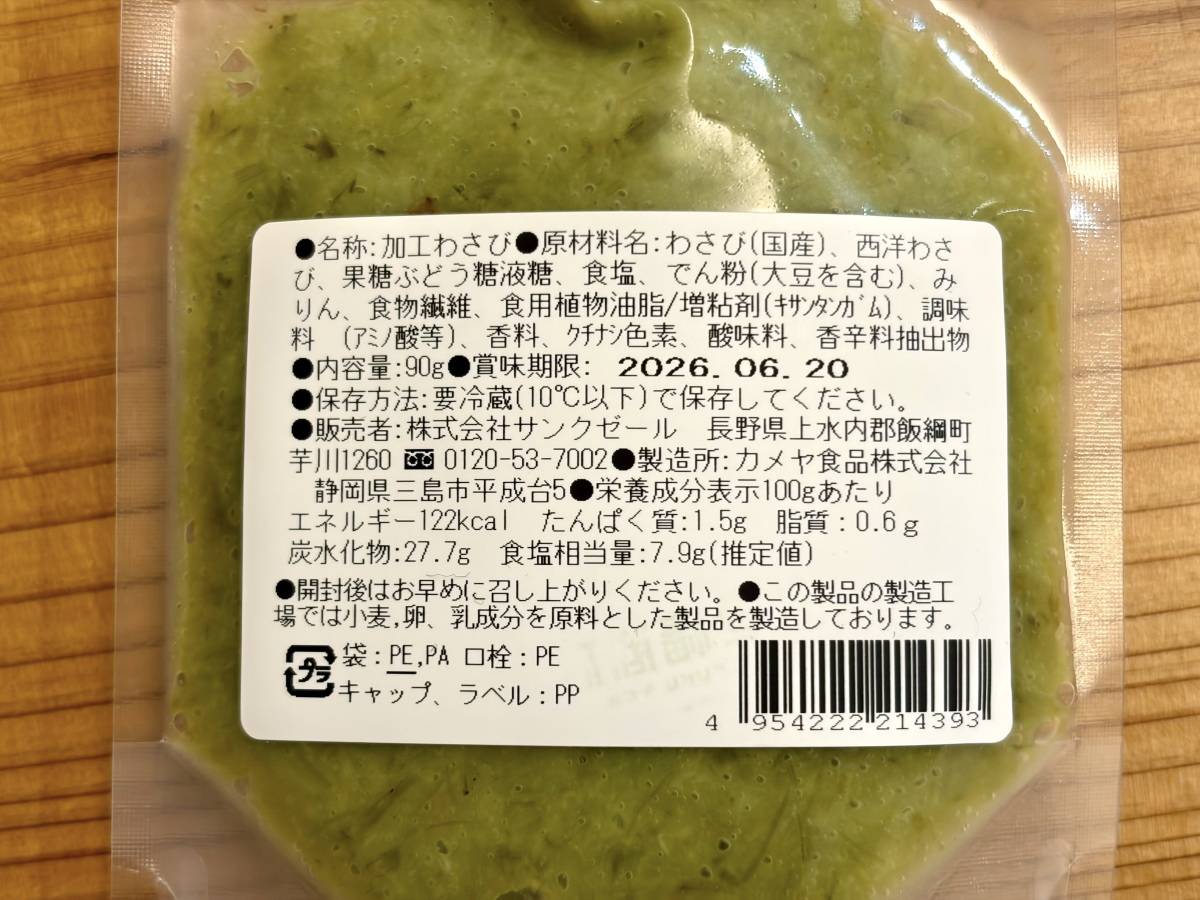 ●名称:加工わさび●原材料名:わさび(国産)、西洋わさ
び、果糖ぶどう糖液糖、食塩、でん粉(大豆を含む)、み
りん、食物繊維、食用植物油脂/増粘剤(ｷｻﾝﾀﾝｶﾞﾑ)、調味
料　(ｱﾐﾉ酸等)、香料、ｸﾁﾅｼ色素、酸味料、香辛料抽出物
●内容量:90g●賞味期限: 2026.06.20
●保存方法:要冷蔵(10℃以下)で保存してください。
●販売者:株式会社サンクゼール　長野県上水内郡飯綱町
芋川1260 0120-53-7002●製造所:カメヤ食品株式会社
静岡県三島市平成台5●栄養成分表示100gあたり
エネルギー122kcal　たんぱく質:1.5g　脂質:0.6g
炭水化物:27.7g　食塩相当量:7.9g(推定値)
●開封後はお早めに召し上がりください。●この製品の製造工
場では小麦,卵、乳成分を原料とした製品を製造しております。
プラ 袋:PE,PA 口栓:PE
キャップ、ラベル:PP
4 954222 214393